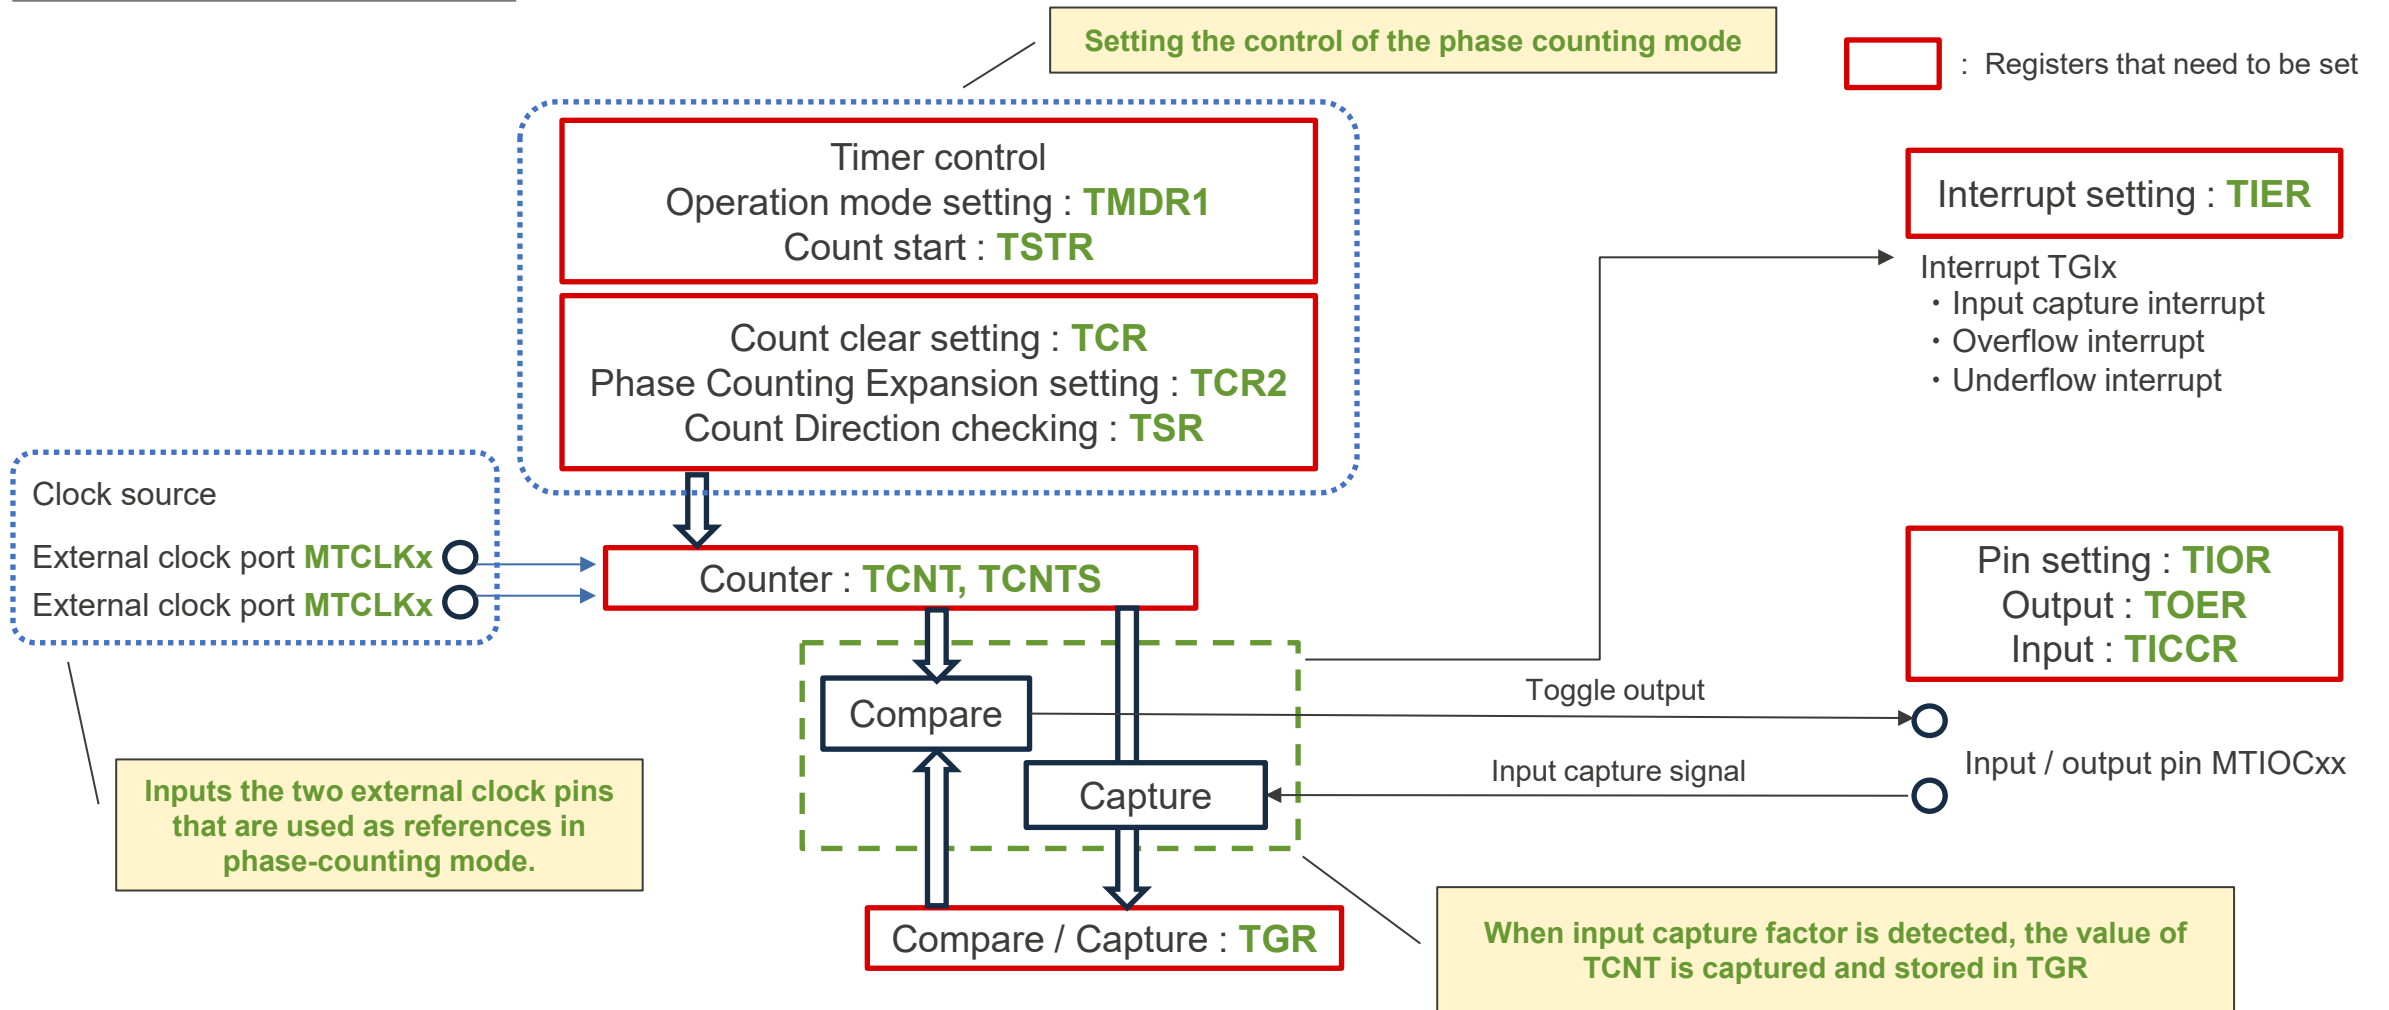 Setting the control of the phase counting mode
: Registers that need to be set
Timer control
Operation mode setting : TMDR1
Count start : TSTR
Count clear setting : TCR
Phase Counting Expansion setting : TCR2
Count Direction checking : TSR
Interrupt setting : TIER
Interrupt TGIx
・Input capture interrupt
・Overflow interrupt
・Underflow interrupt
Clock source
External clock port MTCLKx
External clock port MTCLKx
Counter : TCNT, TCNTS
Pin setting : TIOR
Output : TOER
Input : TICCR
Compare
Toggle output
Capture
Input capture signal
Input / output pin MTIOCxx
Inputs the two external clock pins
that are used as references in
phase-counting mode.
Compare / Capture : TGR
When input capture factor is detected, the value of
TCNT is captured and stored in TGR